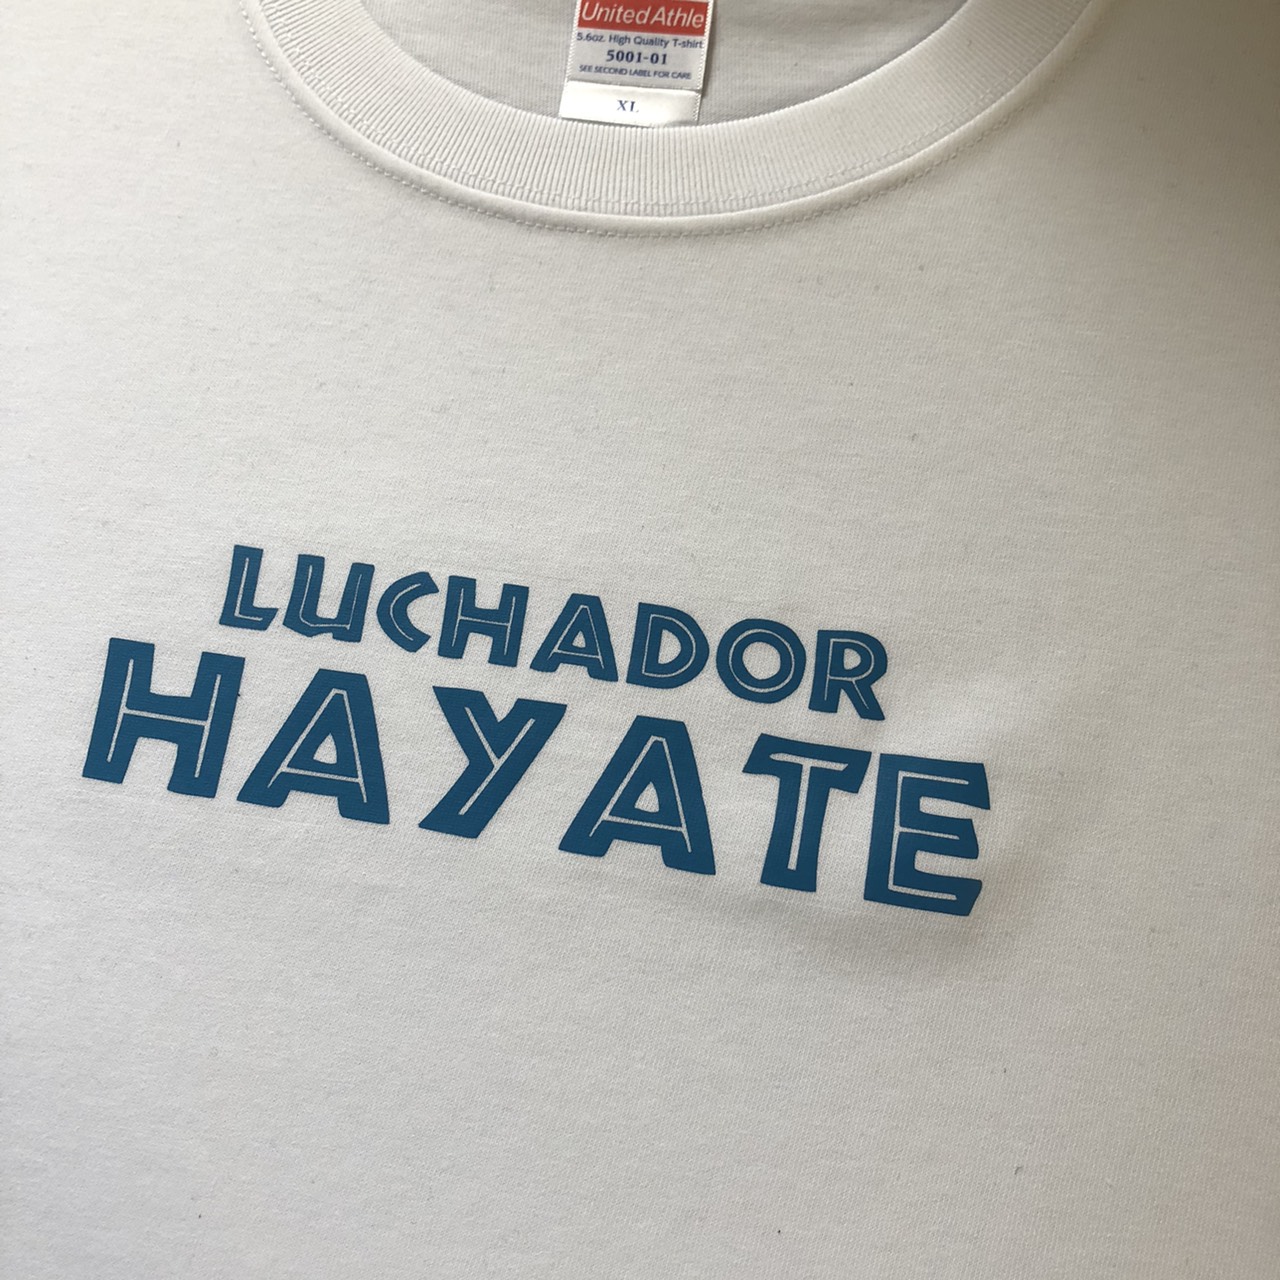 United Athle
5.6oz. High Quality T-shirt
5001-01
SEE SECOND LABEL FOR CARE
XL
LUCHADOR
HAYATE